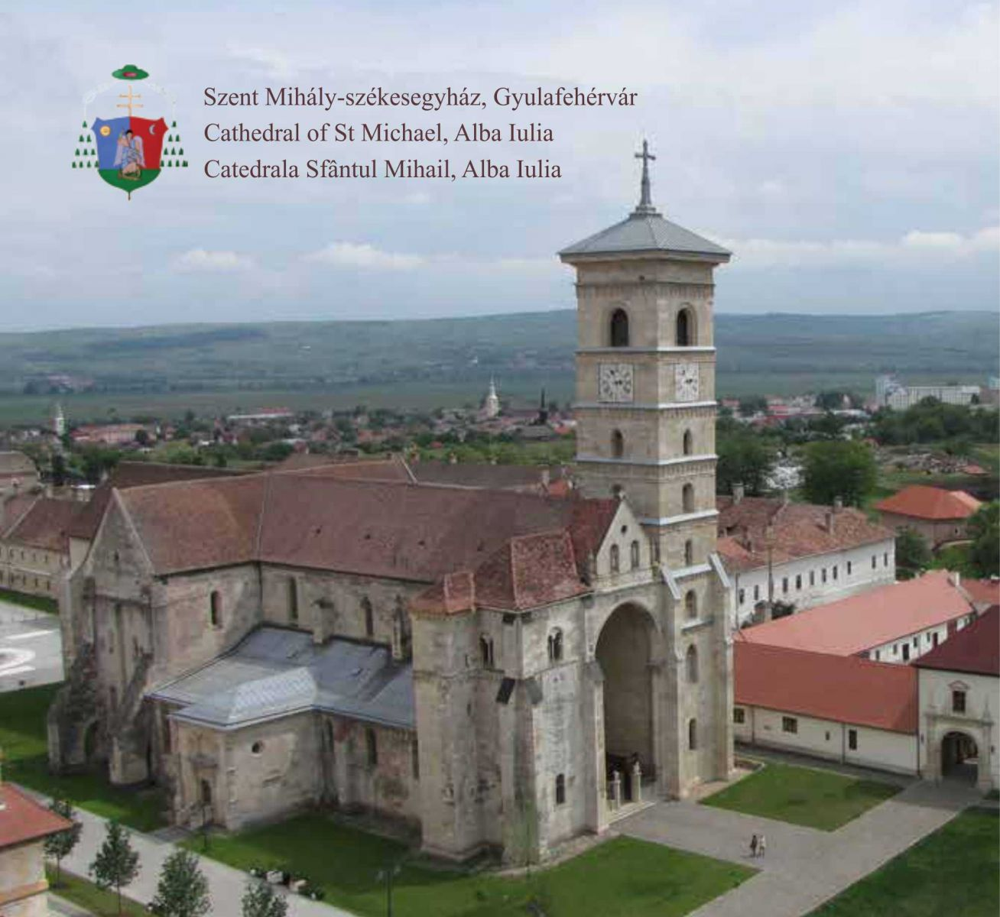 Szent Mihály-székesegyház, Gyulafehérvár
Cathedral of St Michael, Alba Iulia
Catedrala Sfântul Mihail, Alba Iulia